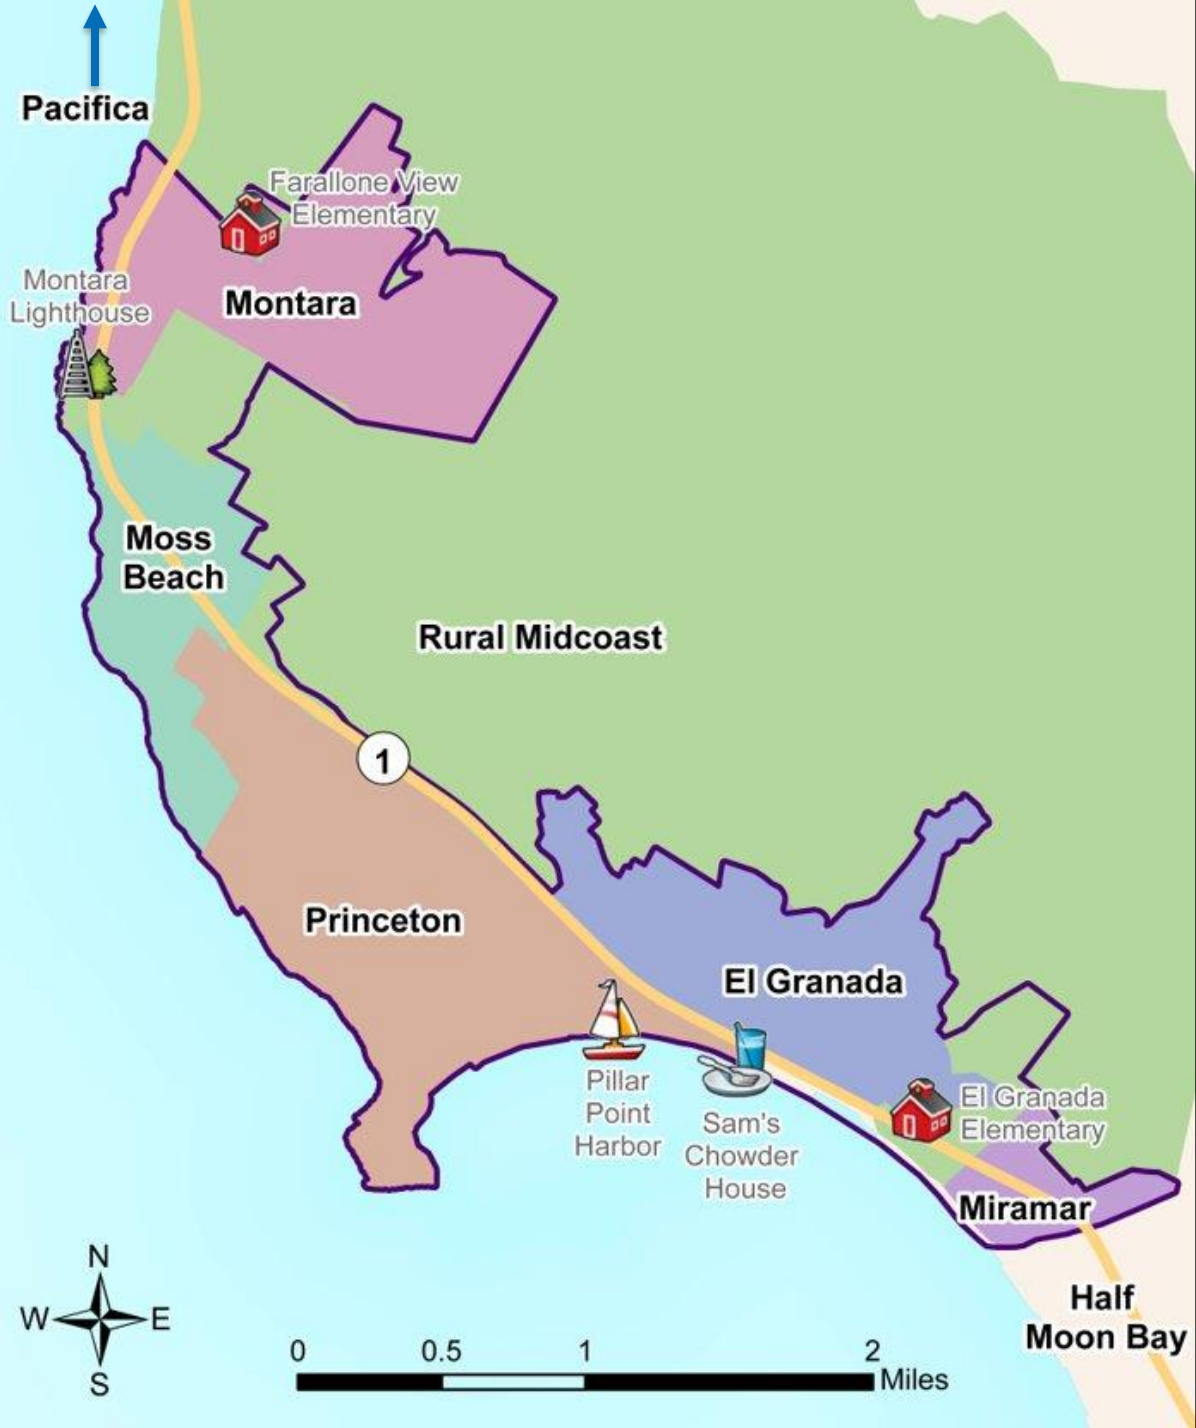 Pacifica
Farallone View
Elementary
Montara
Lighthouse
Montara
Moss
Beach
Rural Midcoast
1
Princeton
El Granada
Pillar
Point
Harbor
Sam's
Chowder
House
El Granada
Elementary
Miramar
Half
Moon Bay
N
W E
S
0 0.5 1 2
Miles